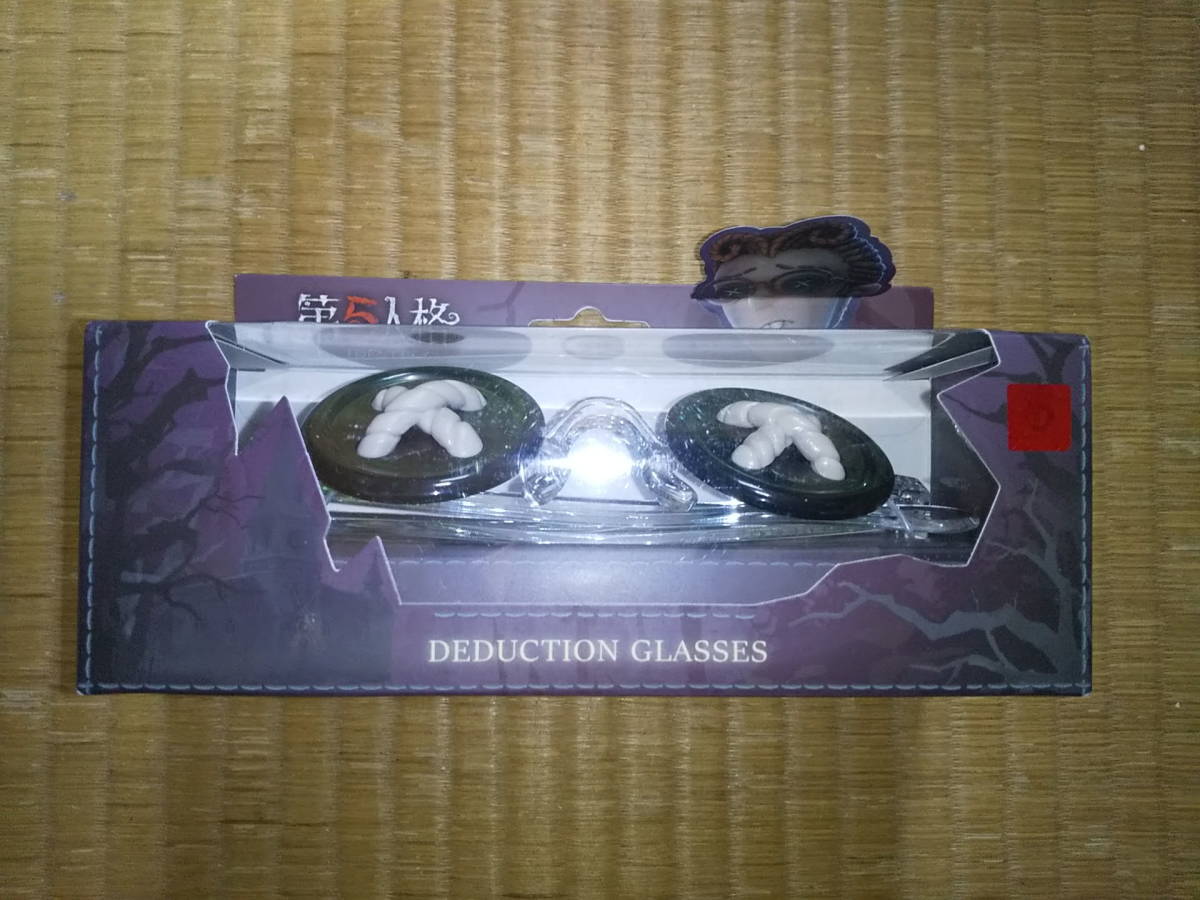 第5人格
DEDUCTION GLASSES